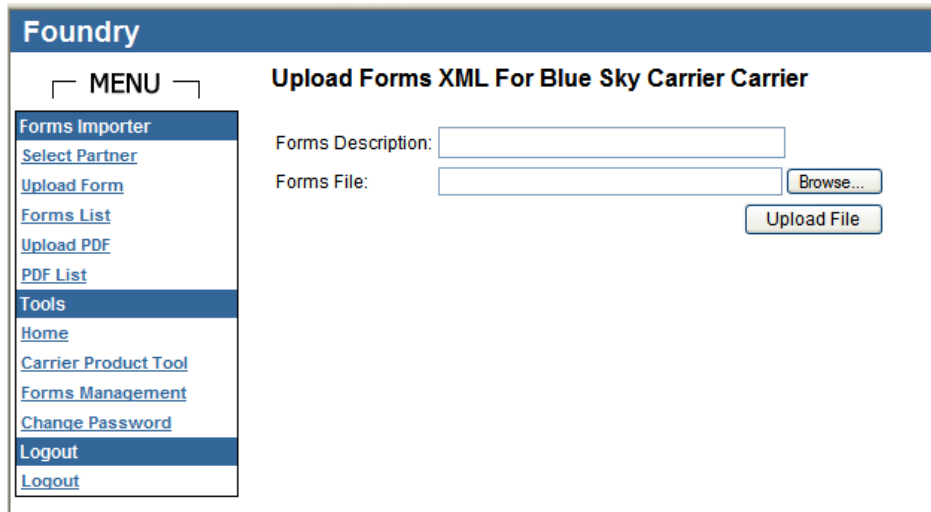 Foundry
MENU
Forms Importer
Select Partner
Upload Form
Forms List
Upload PDF
PDF List
Tools
Home
Carrier Product Tool
Forms Management
Change Password
Logout
Logout
Upload Forms XML For Blue Sky Carrier Carrier
Forms Description:
Forms File: Browse...
Upload File